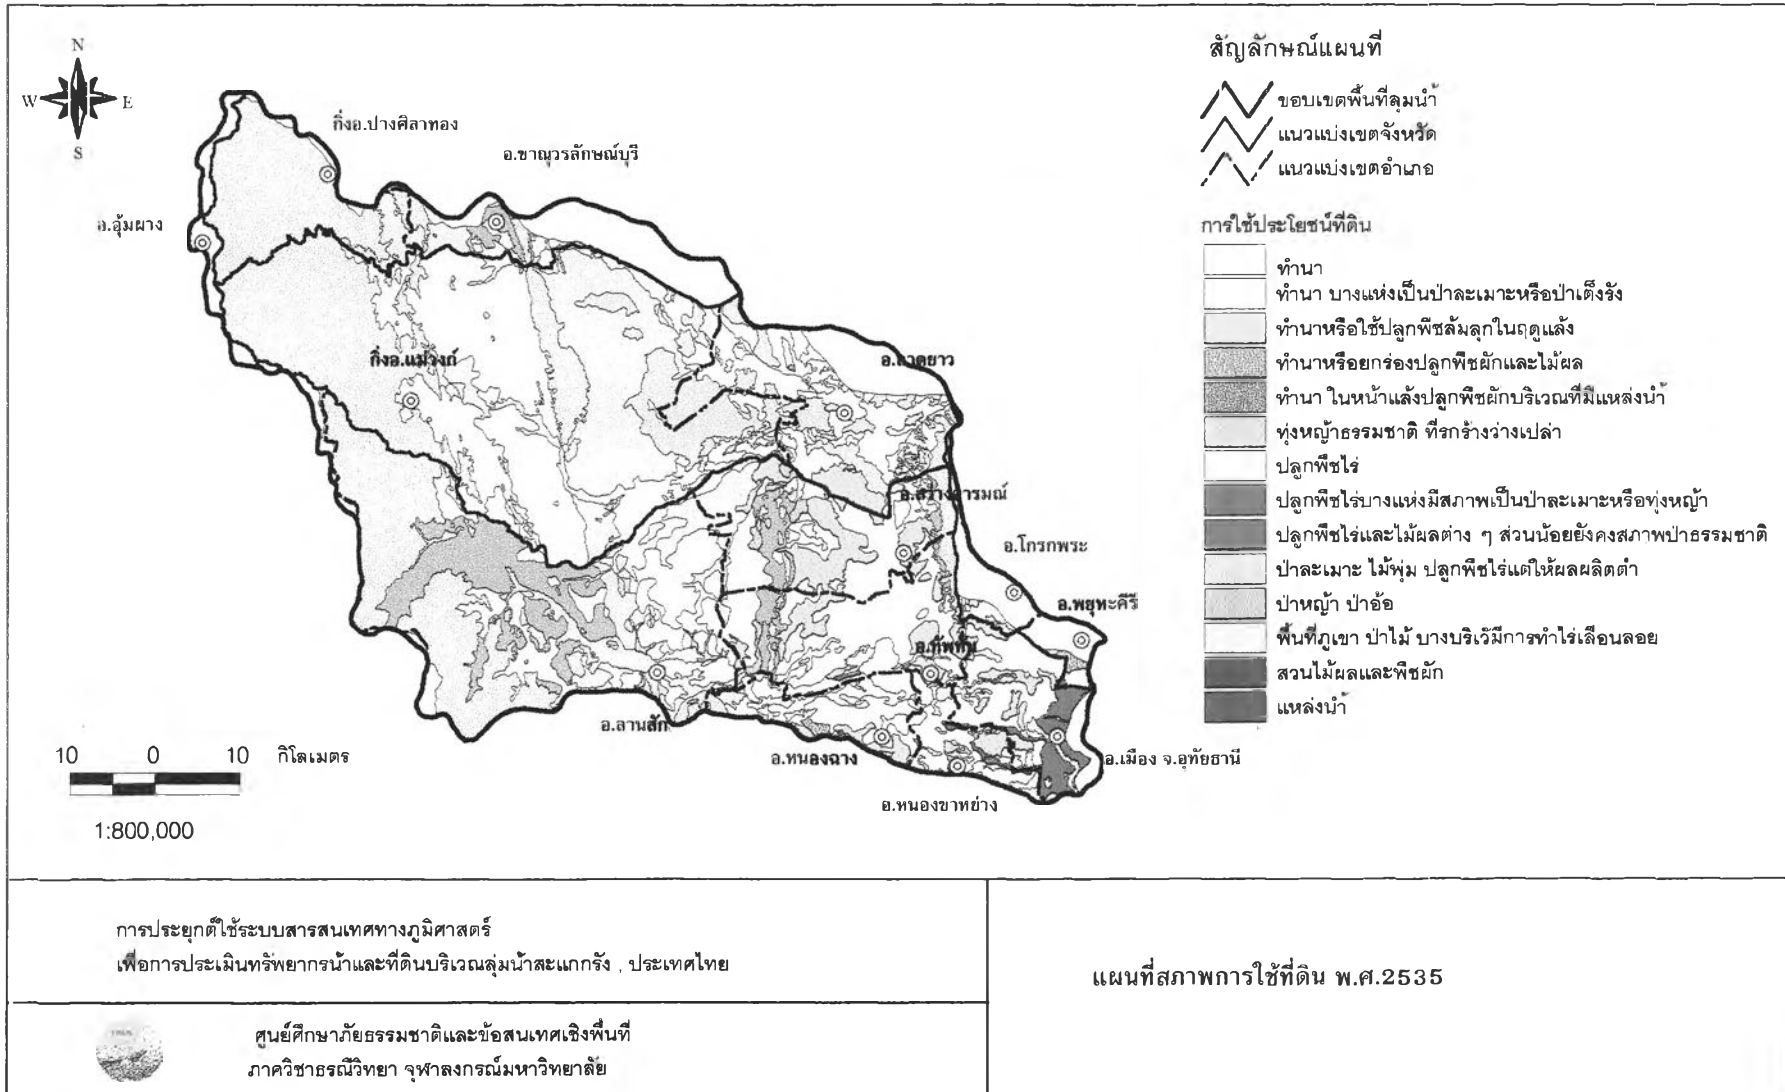 N
W E
S
กิ่งอ.ปางศิลาทอง
อ.ขาณุวรลักษณ์บุรี
อ.อุ้มผาง
กิ่งอ.แม่วงก์
อ.ลาดยาว
อ.สว่างอารมณ์
อ.โกรกพระ
อ.พยุหะคีรี
อ.ทัพทัน
อ.ลานสัก
อ.หนองฉาง
อ.เมือง จ.อุทัยธานี
อ.หนองขาหย่าง
10 0 10 กิโลเมตร
1:800,000
สัญลักษณ์แผนที่
ขอบเขตพื้นที่ลุ่มน้ำ
แนวแบ่งเขตจังหวัด
แนวแบ่งเขตอำเภอ
การใช้ประโยชน์ที่ดิน
ทำนา
ทำนา บางแห่งเป็นป่าละเมาะหรือป่าเต็งรัง
ทำนาหรือใช้ปลูกพืชล้มลุกในฤดูแล้ง
ทำนาหรือยกร่องปลูกพืชผักและไม้ผล
ทำนา ในหน้าแล้งปลูกพืชผักบริเวณที่มีแหล่งน้ำ
ทุ่งหญ้าธรรมชาติ ที่รกร้างว่างเปล่า
ปลูกพืชไร่
ปลูกพืชไร่บางแห่งมีสภาพเป็นป่าละเมาะหรือทุ่งหญ้า
ปลูกพืชไร่และไม้ผลต่าง ๆ ส่วนน้อยยังคงสภาพป่าธรรมชาติ
ป่าละเมาะ ไม้พุ่ม ปลูกพืชไร่แต่ให้ผลผลิตต่ำ
ป่าหญ้า ป่าอ้อ
พื้นที่ภูเขา ป่าไม้ บางบริเวิมีการทำไร่เลื่อนลอย
สวนไม้ผลและพืชผัก
แหล่งน้ำ
การประยุกต์ใช้ระบบสารสนเทศทางภูมิศาสตร์
เพื่อการประเมินทรัพยากรน้ำและที่ดินบริเวณลุ่มน้ำสะแกกรัง , ประเทศไทย
แผนที่สภาพการใช้ที่ดิน พ.ศ.2535
ศูนย์ศึกษาภัยธรรมชาติและข้อสนเทศเชิงพื้นที่
ภาควิชาธรณีวิทยา จุฬาลงกรณ์มหาวิทยาลัย